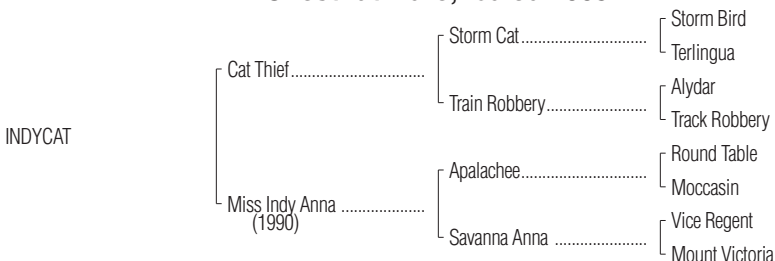 Storm Bird
Storm Cat
Terlingua
Cat Thief
Alydar
Train Robbery
Track Robbery
INDYCAT
Round Table
Apalachee
Moccasin
Miss Indy Anna
(1990)
Vice Regent
Savanna Anna
Mount Victoria